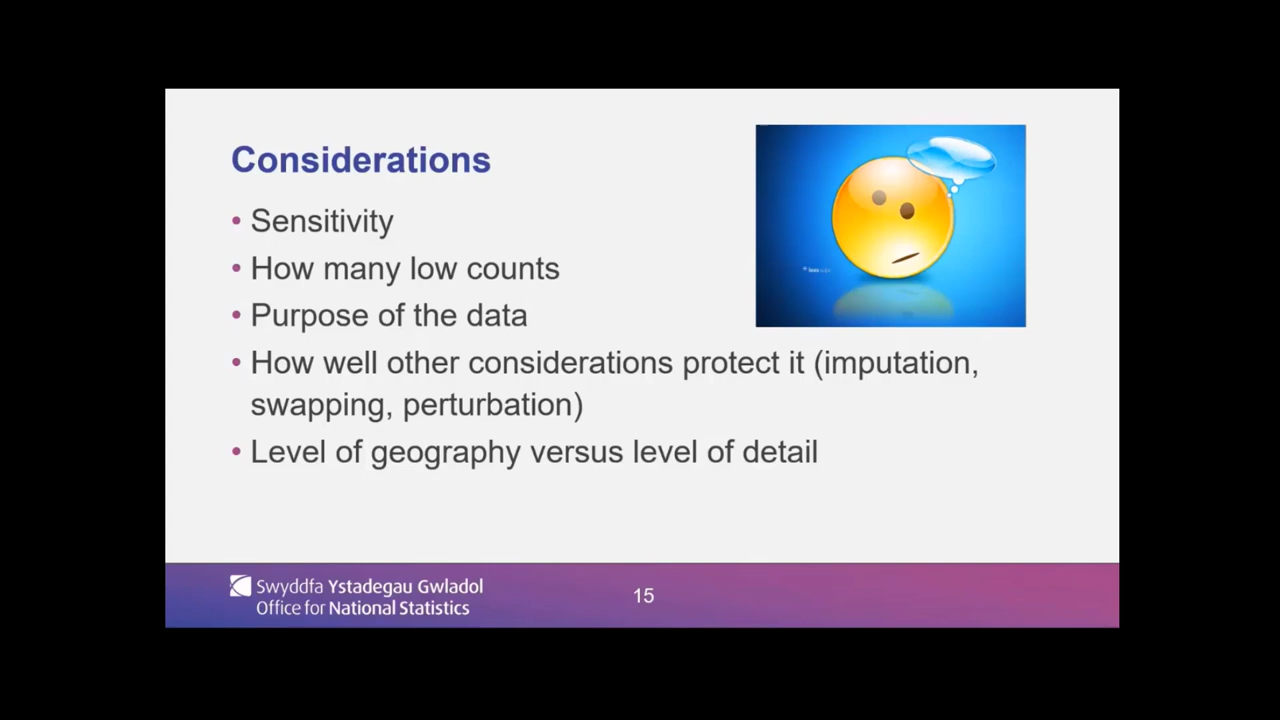 Considerations
• Sensitivity
• How many low counts
• Purpose of the data
• How well other considerations protect it (imputation,
swapping, perturbation)
• Level of geography versus level of detail
Swyddfa Ystadegau Gwladol
Office for National Statistics
15